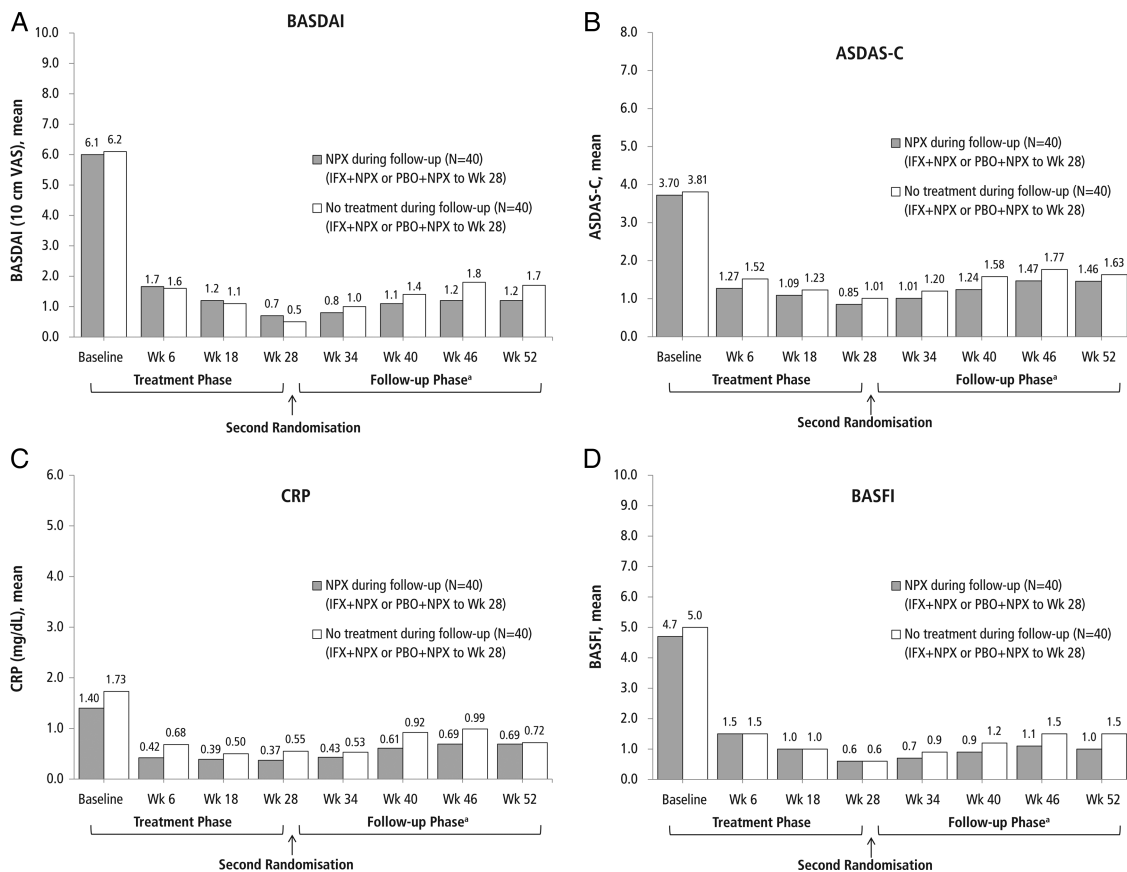 A
BASDAI
BASDAI (10 cm VAS), mean
10.0
9.0
8.0
7.0
6.0
5.0
4.0
3.0
2.0
1.0
0.0
6.1 6.2
1.7 1.6
1.2 1.1
0.7 0.5
0.8 1.0
1.1 1.4
1.2 1.8
1.2 1.7
NPX during follow-up (N=40)
(IFX+NPX or PBO+NPX to Wk 28)
No treatment during follow-up (N=40)
(IFX+NPX or PBO+NPX to Wk 28)
Baseline Wk 6 Wk 18 Wk 28 Wk 34 Wk 40 Wk 46 Wk 52
Treatment Phase Follow-up Phaseª
Second Randomisation
B
ASDAS-C
ASDAS-C, mean
8.0
7.0
6.0
5.0
4.0
3.0
2.0
1.0
0.0
3.70 3.81
1.27 1.52
1.09 1.23
0.85 1.01
1.01 1.20
1.24 1.58
1.47 1.77
1.46 1.63
NPX during follow-up (N=40)
(IFX+NPX or PBO+NPX to Wk 28)
No treatment during follow-up (N=40)
(IFX+NPX or PBO+NPX to Wk 28)
Baseline Wk 6 Wk 18 Wk 28 Wk 34 Wk 40 Wk 46 Wk 52
Treatment Phase Follow-up Phaseª
Second Randomisation
C
CRP
CRP (mg/dL), mean
6.0
5.0
4.0
3.0
2.0
1.0
0.0
1.40 1.73
0.42 0.68
0.39 0.50
0.37 0.55
0.43 0.53
0.61 0.92
0.69 0.99
0.69 0.72
NPX during follow-up (N=40)
(IFX+NPX or PBO+NPX to Wk 28)
No treatment during follow-up (N=40)
(IFX+NPX or PBO+NPX to Wk 28)
Baseline Wk 6 Wk 18 Wk 28 Wk 34 Wk 40 Wk 46 Wk 52
Treatment Phase Follow-up Phaseª
Second Randomisation
D
BASFI
BASFI, mean
10.0
9.0
8.0
7.0
6.0
5.0
4.0
3.0
2.0
1.0
0.0
4.7 5.0
1.5 1.5
1.0 1.0
0.6 0.6
0.7 0.9
0.9 1.2
1.1 1.5
1.0 1.5
NPX during follow-up (N=40)
(IFX+NPX or PBO+NPX to Wk 28)
No treatment during follow-up (N=40)
(IFX+NPX or PBO+NPX to Wk 28)
Baseline Wk 6 Wk 18 Wk 28 Wk 34 Wk 40 Wk 46 Wk 52
Treatment Phase Follow-up Phaseª
Second Randomisation